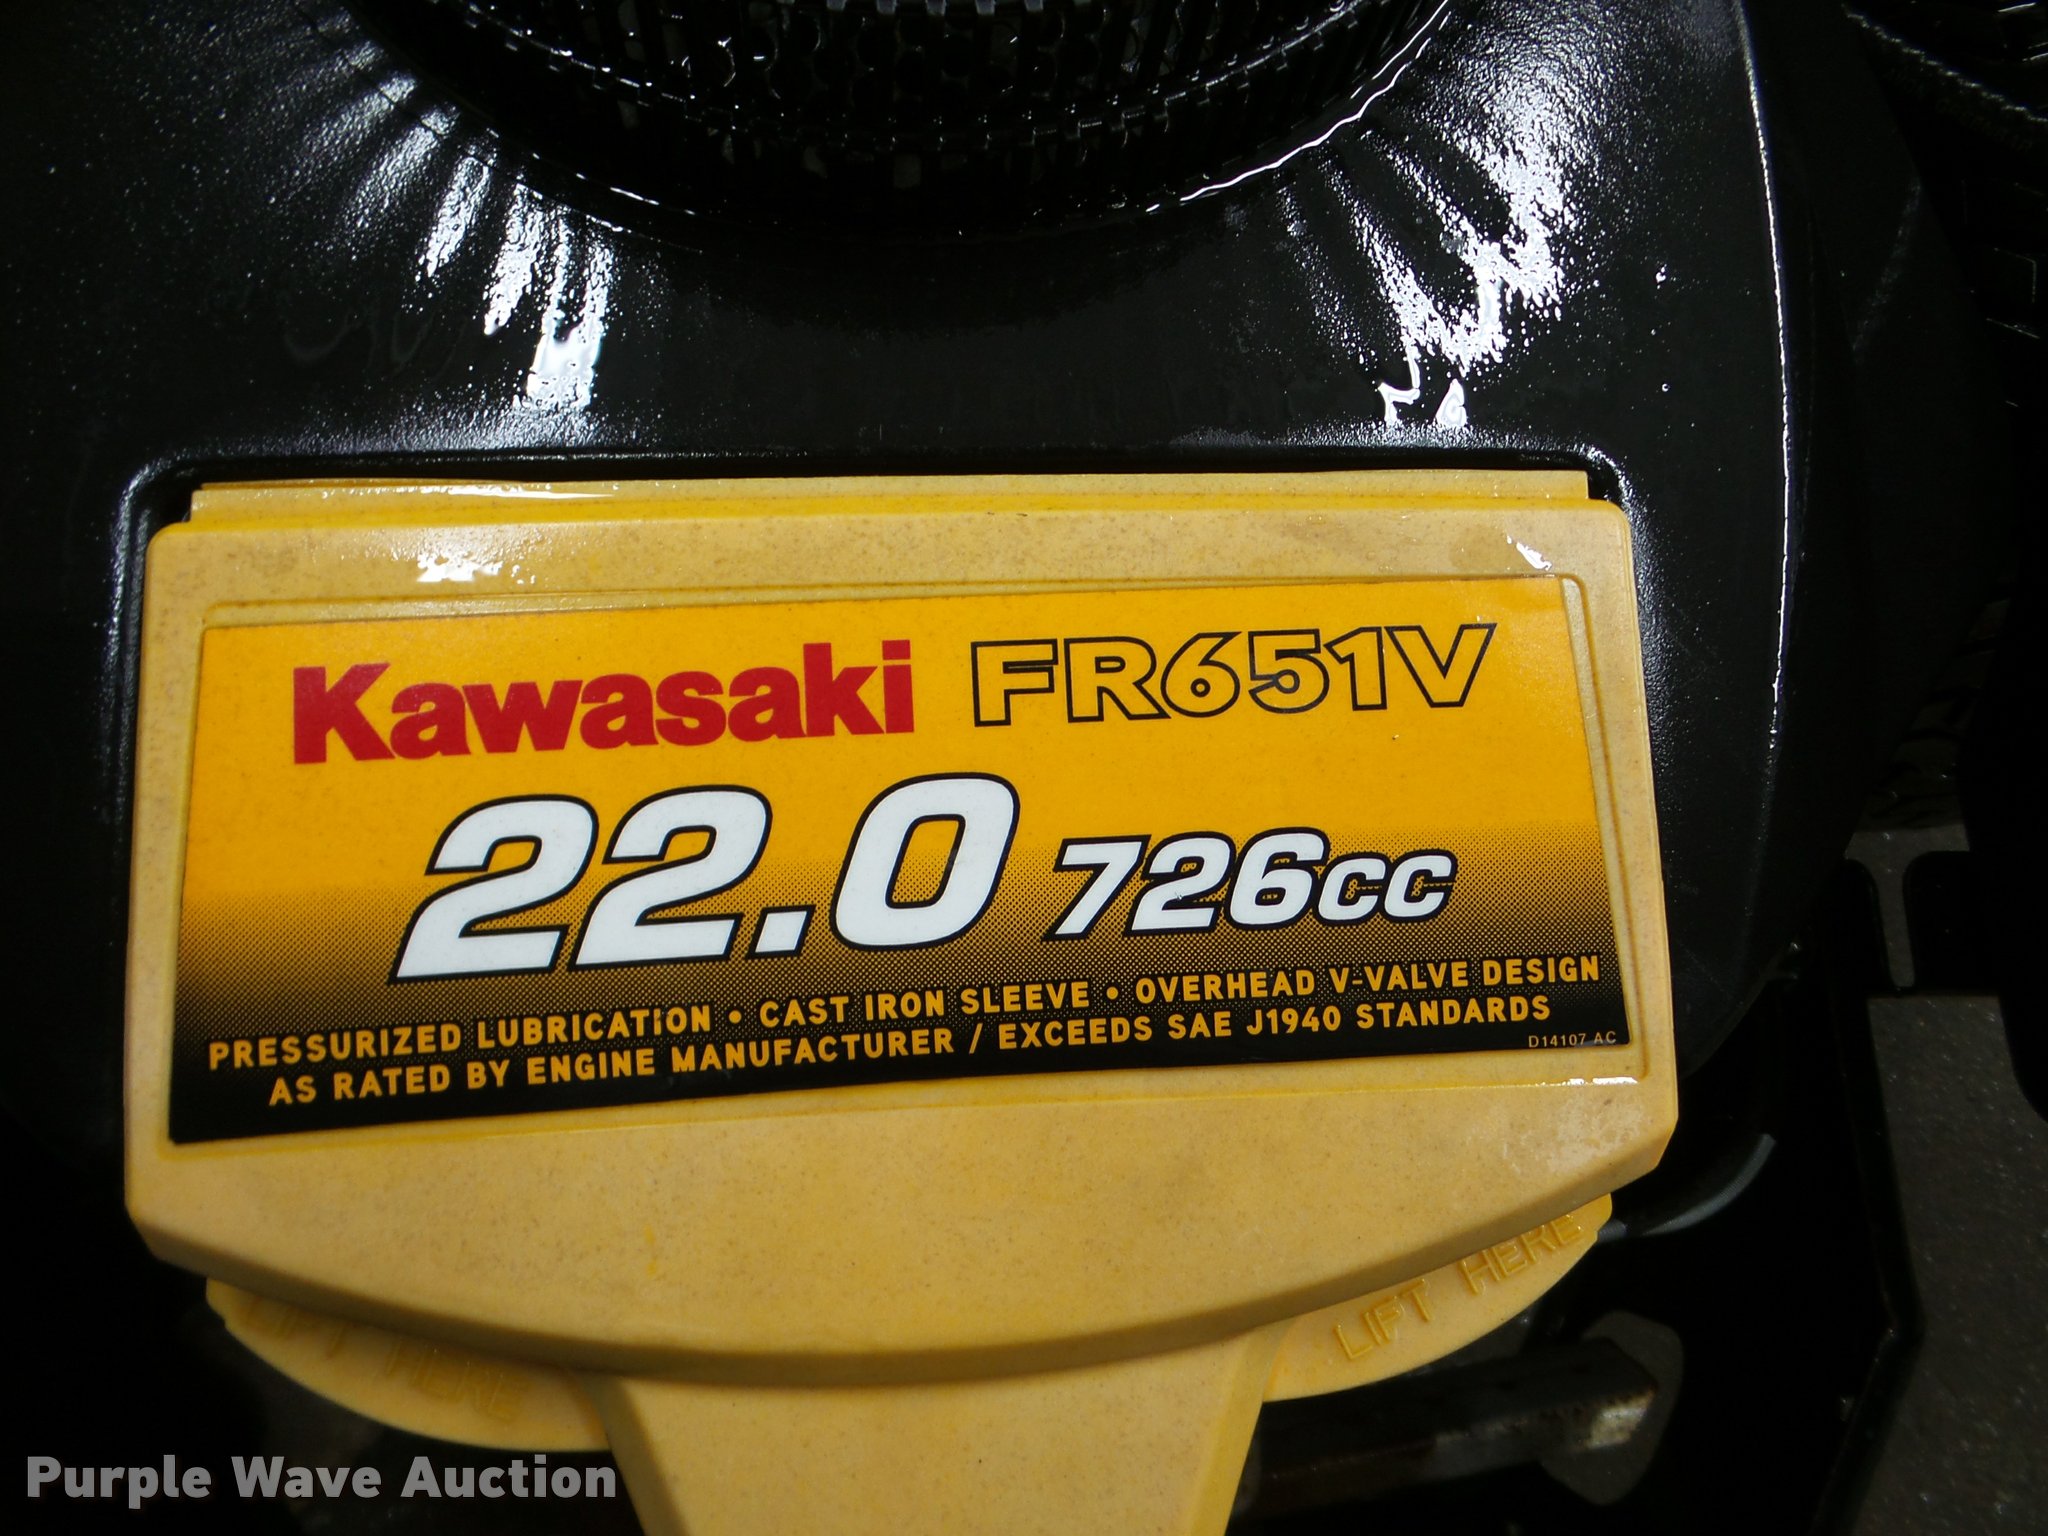 Kawasaki FR651V
22.0 726cc
PRESSURIZED LUBRICATION • CAST IRON SLEEVE • OVERHEAD V-VALVE DESIGN
AS RATED BY ENGINE MANUFACTURER / EXCEEDS SAE J1940 STANDARDS
D14107 AC
LIFT HERE
HERE
Purple Wave Auction